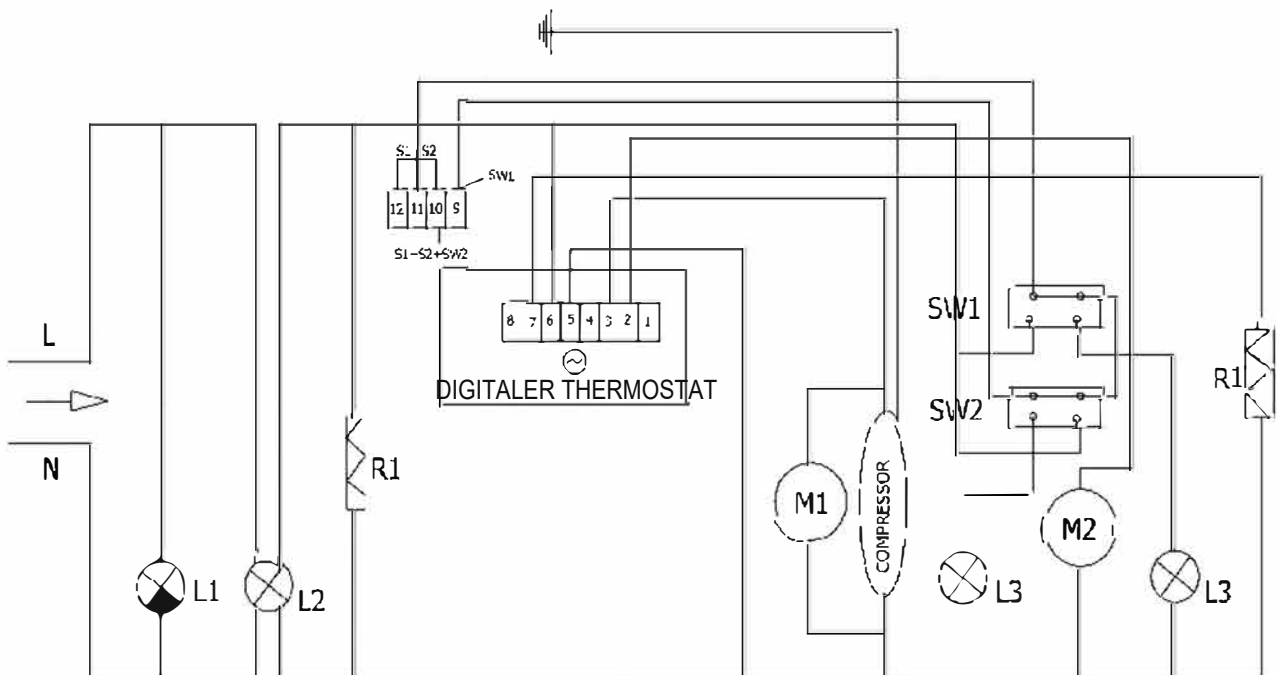 S1 S2
SW1
12 11 10 9
S1-S2+SW2
8 7 6 5 4 3 2 1
DIGITALER THERMOSTAT
L
N
R1
L1
L2
M1
COMPRESSOR
SW1
SW2
M2
L3
L3
R1